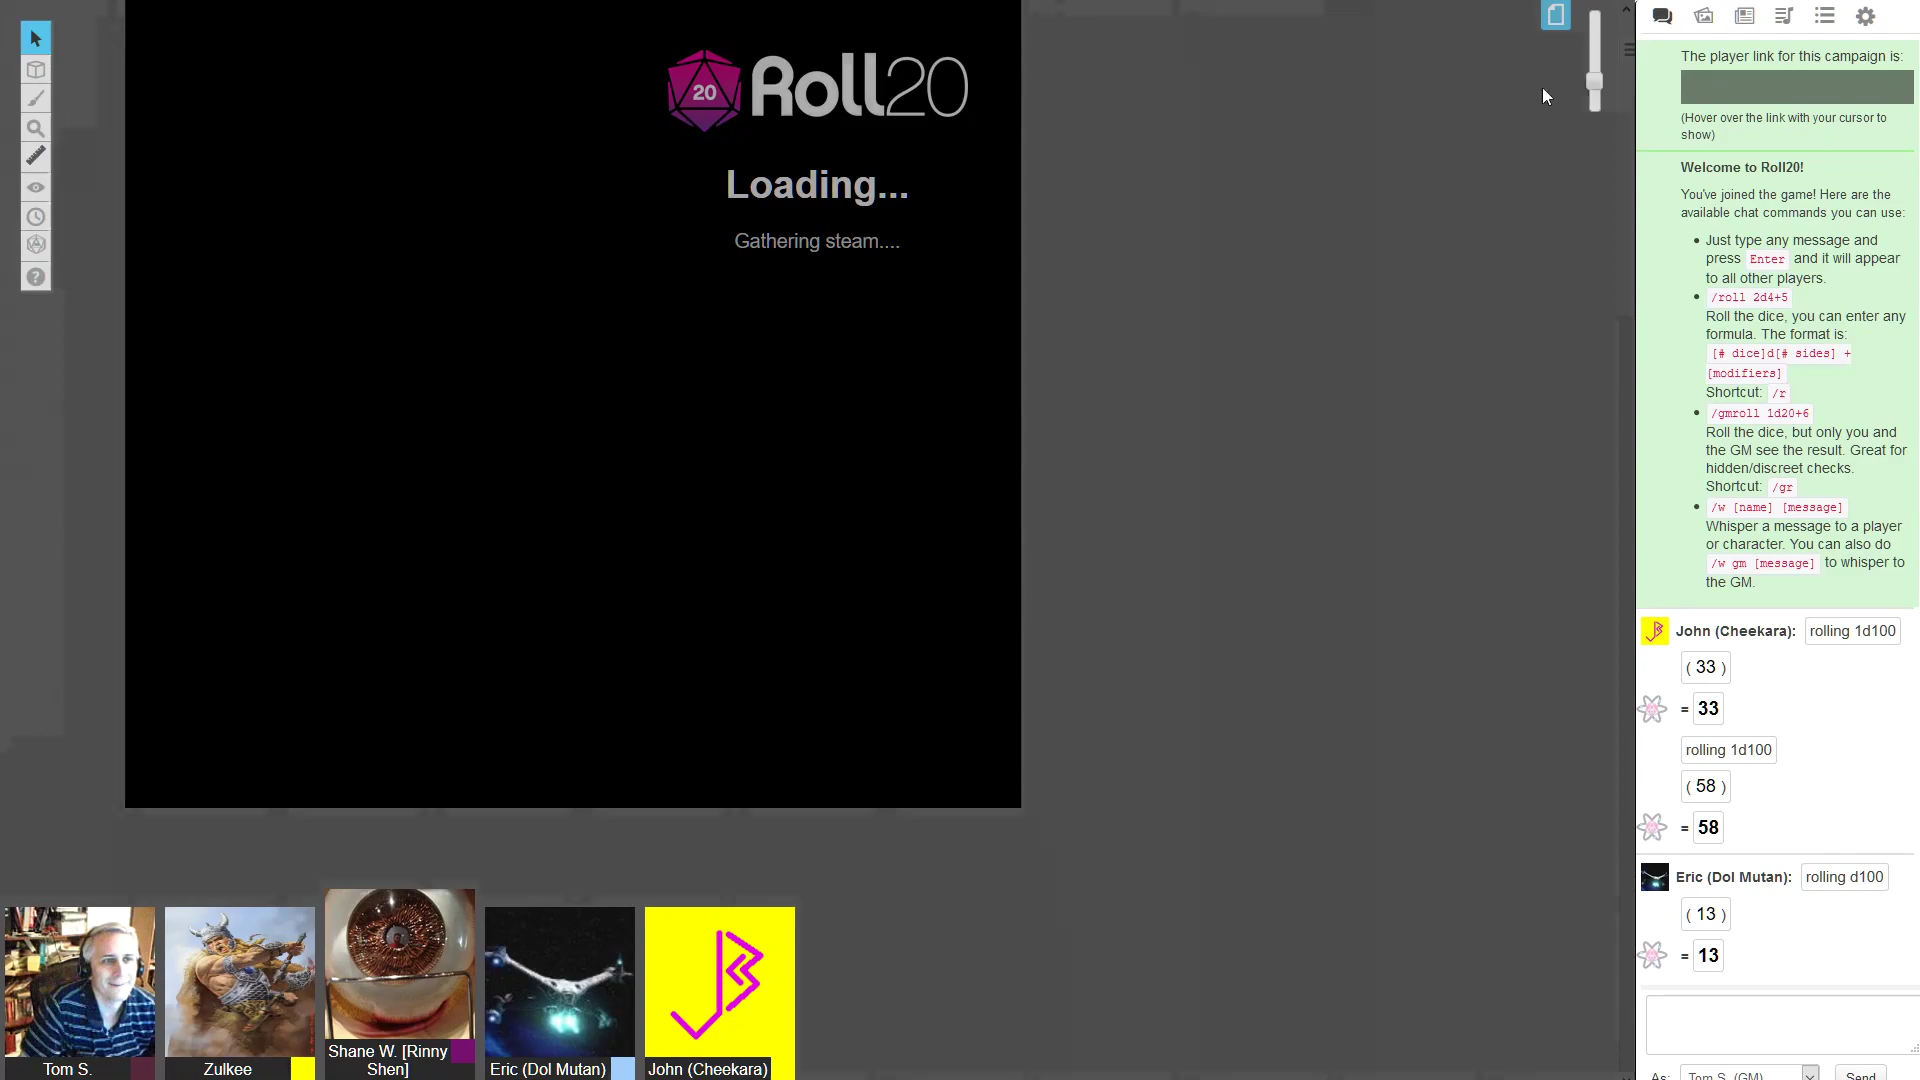 20 Roll20
Loading...
Gathering steam....
The player link for this campaign is:
(Hover over the link with your cursor to
show)
Welcome to Roll20!
You've joined the game! Here are the
available chat commands you can use:
• Just type any message and
press Enter and it will appear
to all other players.
• /roll 2d4+5
Roll the dice, you can enter any
formula. The format is:
[# dice]d[# sides] +
[modifiers]
Shortcut: /r
• /gmroll 1d20+6
Roll the dice, but only you and
the GM see the result. Great for
hidden/discreet checks.
Shortcut: /gr
• /w [name] [message]
Whisper a message to a player
or character. You can also do
/w gm [message] to whisper to
the GM.
John (Cheekara): rolling 1d100
( 33 )
= 33
rolling 1d100
( 58 )
= 58
Eric (Dol Mutan): rolling d100
( 13 )
= 13
As: Tom S. (GM) Send
Tom S.
Zulkee
Shane W. [Rinny
Shen]
Eric (Dol Mutan)
John (Cheekara)